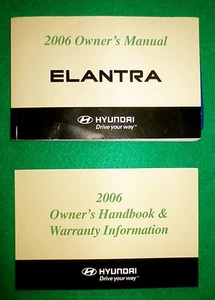 2006 Owner's Manual
ELANTRA
HYUNDAI
Drive your way™
2006
Owner's Handbook &
Warranty Information
HYUNDAI
Drive your way™